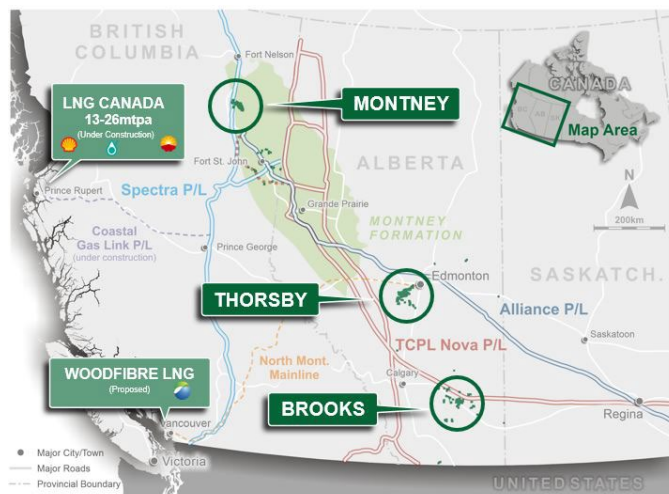 BRITISH
COLUMBIA
Fort Nelson
CANADA
BC
AB
SK
Map Area
LNG CANADA
13-26mtpa
(Under Construction)
MONTNEY
Fort St. John
ALBERTA
N
200km
Prince Rupert
Spectra P/L
Grande Prairie
MONTNEY
FORMATION
Coastal
Gas Link P/L
(under construction)
Prince George
SASKATCH.
Edmonton
THORSBY
Alliance P/L
Saskatoon
TCPL Nova P/L
North Mont.
Mainline
Calgary
WOODFIBRE LNG
(Proposed)
BROOKS
Regina
Vancouver
Victoria
Major City/Town
Major Roads
Provincial Boundary
UNITED STATES